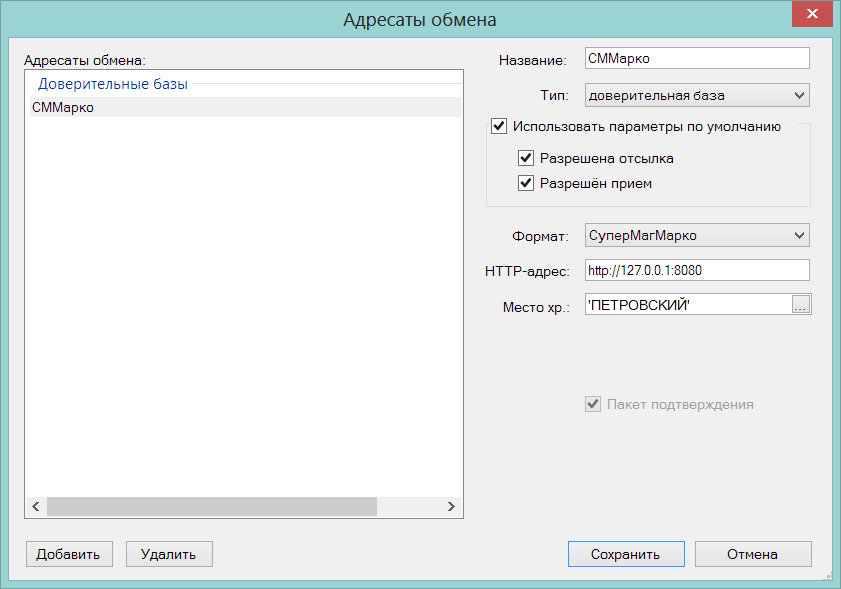 Адресаты обмена
Адресаты обмена:
Доверительные базы
СММарко
Название: СММарко
Тип: доверительная база
Использовать параметры по умолчанию
Разрешена отсылка
Разрешён прием
Формат: СуперМагМарко
HTTP-адрес: http://127.0.0.1:8080
Место хр.: 'ПЕТРОВСКИЙ' ...
Пакет подтверждения
Добавить Удалить Сохранить Отмена